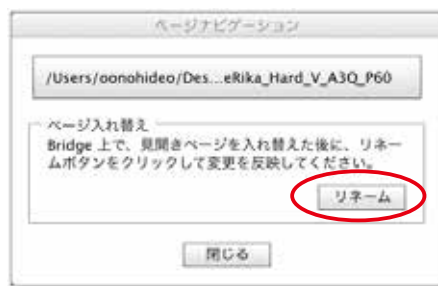 ページナビゲーション
/Users/oonohideo/Des...eRika_Hard_V_A3Q_P60
ページ入れ替え
Bridge 上で、見開きページを入れ替えた後に、リネー
ムボタンをクリックして変更を反映してください。
リネーム
閉じる